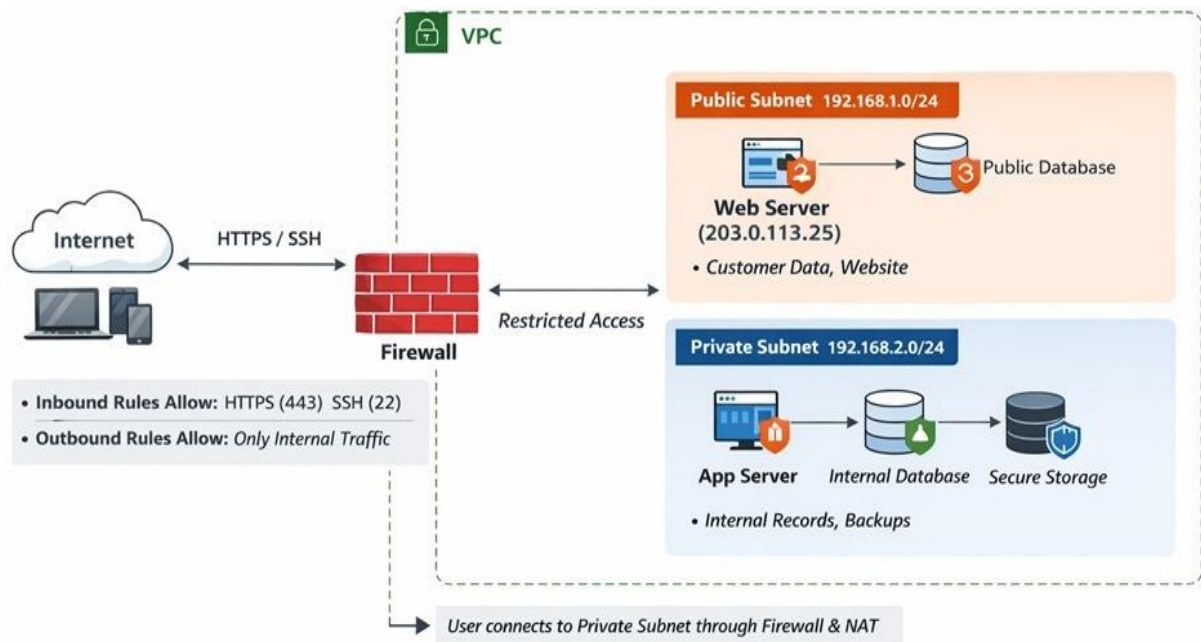 VPC
Public Subnet 192.168.1.0/24
2
3
Public Database
Web Server
(203.0.113.25)
• Customer Data, Website
Internet
HTTPS / SSH
Restricted Access
Firewall
• Inbound Rules Allow: HTTPS (443) SSH (22)
• Outbound Rules Allow: Only Internal Traffic
Private Subnet 192.168.2.0/24
App Server
Internal Database
Secure Storage
• Internal Records, Backups
User connects to Private Subnet through Firewall & NAT